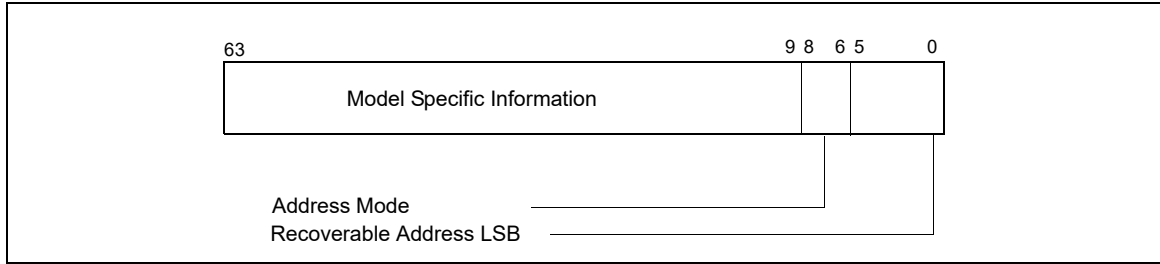 63 9 8 6 5 0
Model Specific Information
Address Mode
Recoverable Address LSB